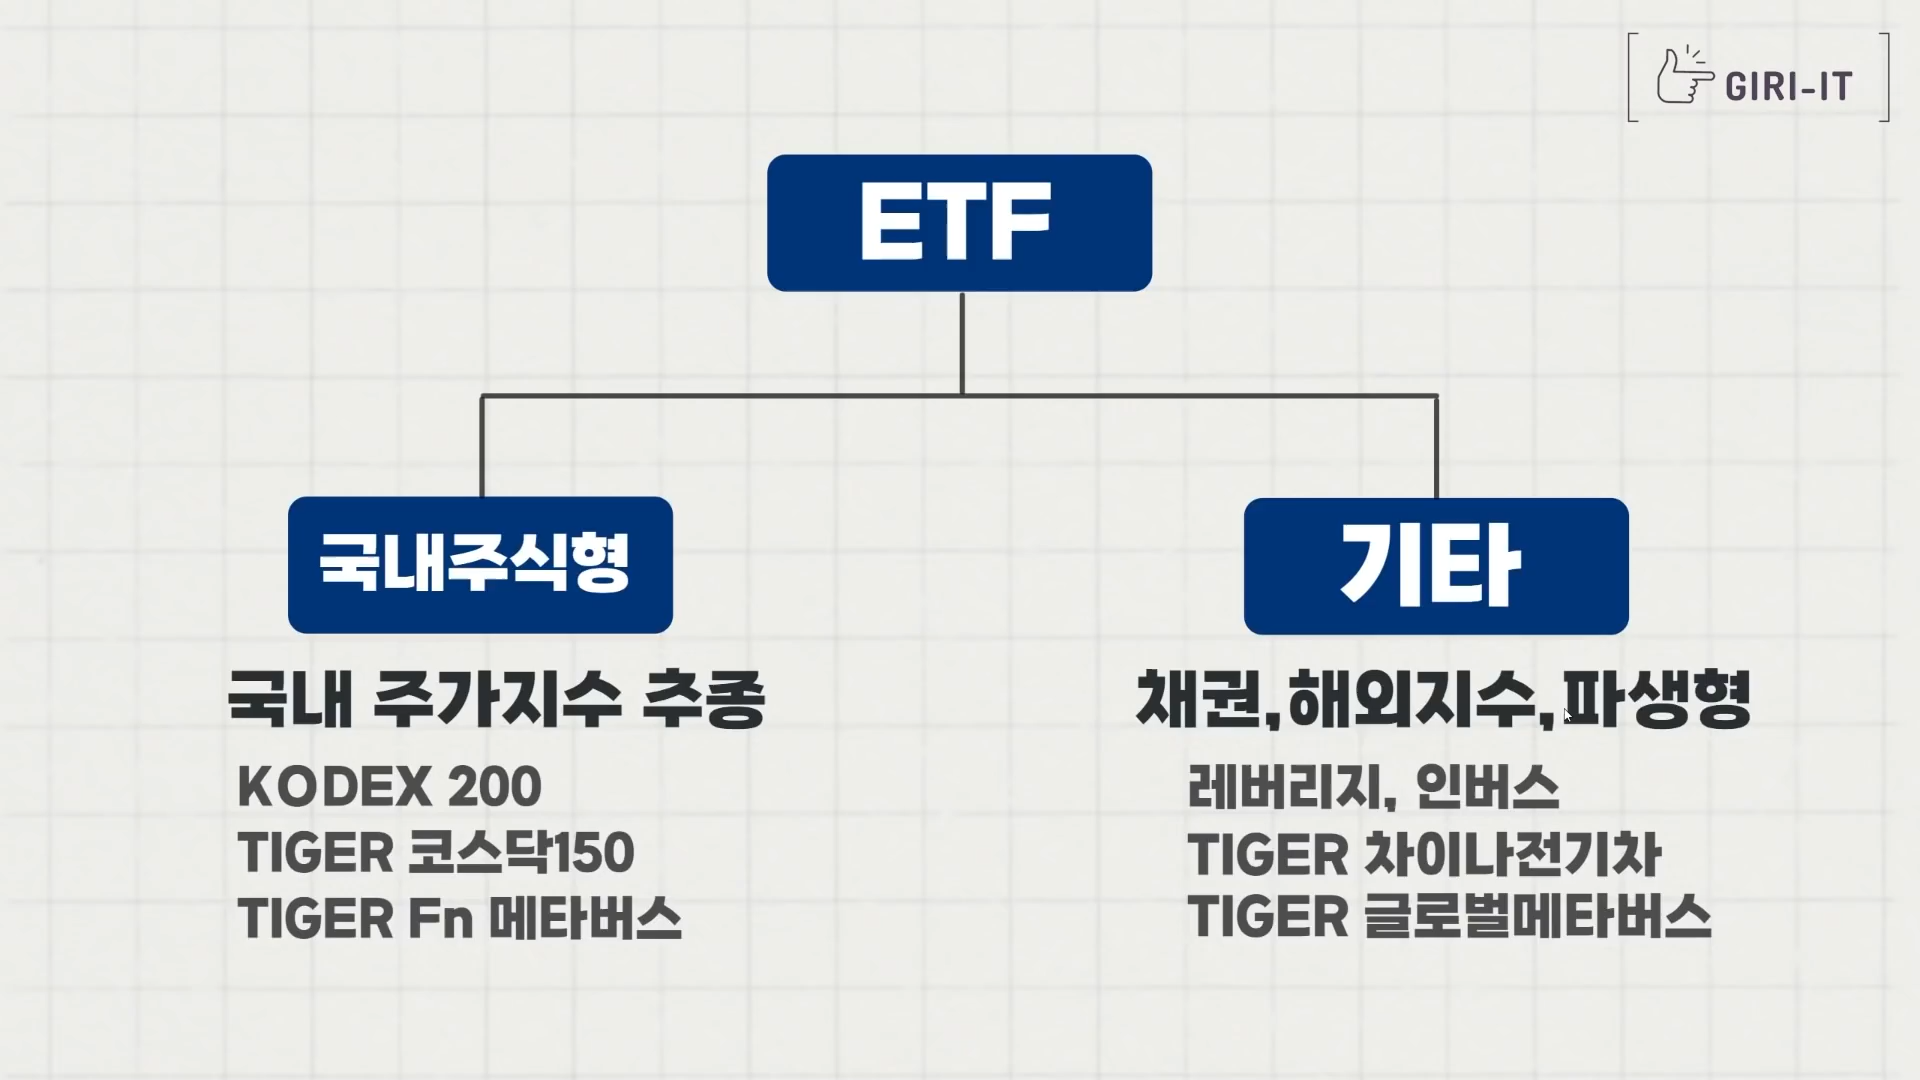 GIRI-IT
ETF
국내주식형
국내 주가지수 추종
KODEX 200
TIGER 코스닥150
TIGER Fn 메타버스
기타
채권,해외지수,파생형
레버리지, 인버스
TIGER 차이나전기차
TIGER 글로벌메타버스